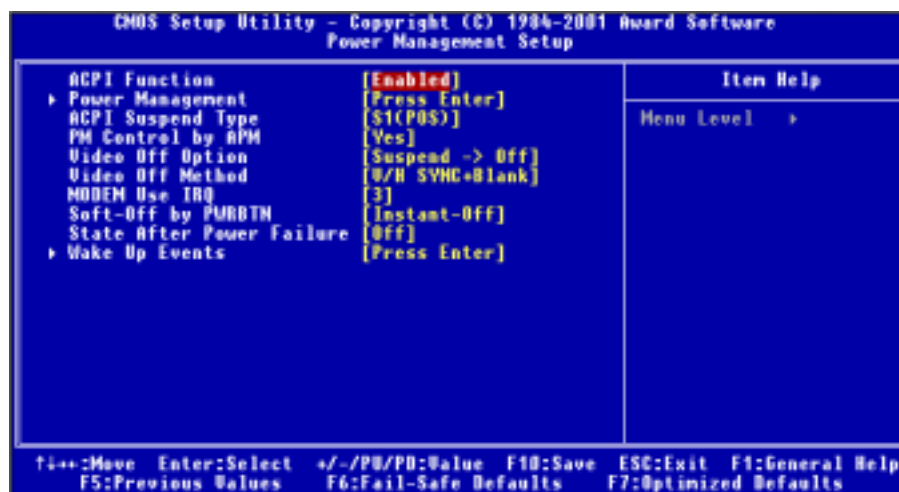 CMOS Setup Utility - Copyright (C) 1984-2001 Award Software
Power Management Setup
ACPI Function [Enabled]
▸ Power Management [Press Enter]
ACPI Suspend Type [S1(POS)]
PM Control by APM [Yes]
Video Off Option [Suspend -> Off]
Video Off Method [V/H SYNC+Blank]
MODEM Use IRQ [3]
Soft-Off by PWRBTN [Instant-Off]
State After Power Failure [Off]
▸ Wake Up Events [Press Enter]
Item Help
Menu Level ▸
↑↓→←:Move Enter:Select +/-/PU/PD:Value F10:Save ESC:Exit F1:General Help
F5:Previous Values F6:Fail-Safe Defaults F7:Optimized Defaults